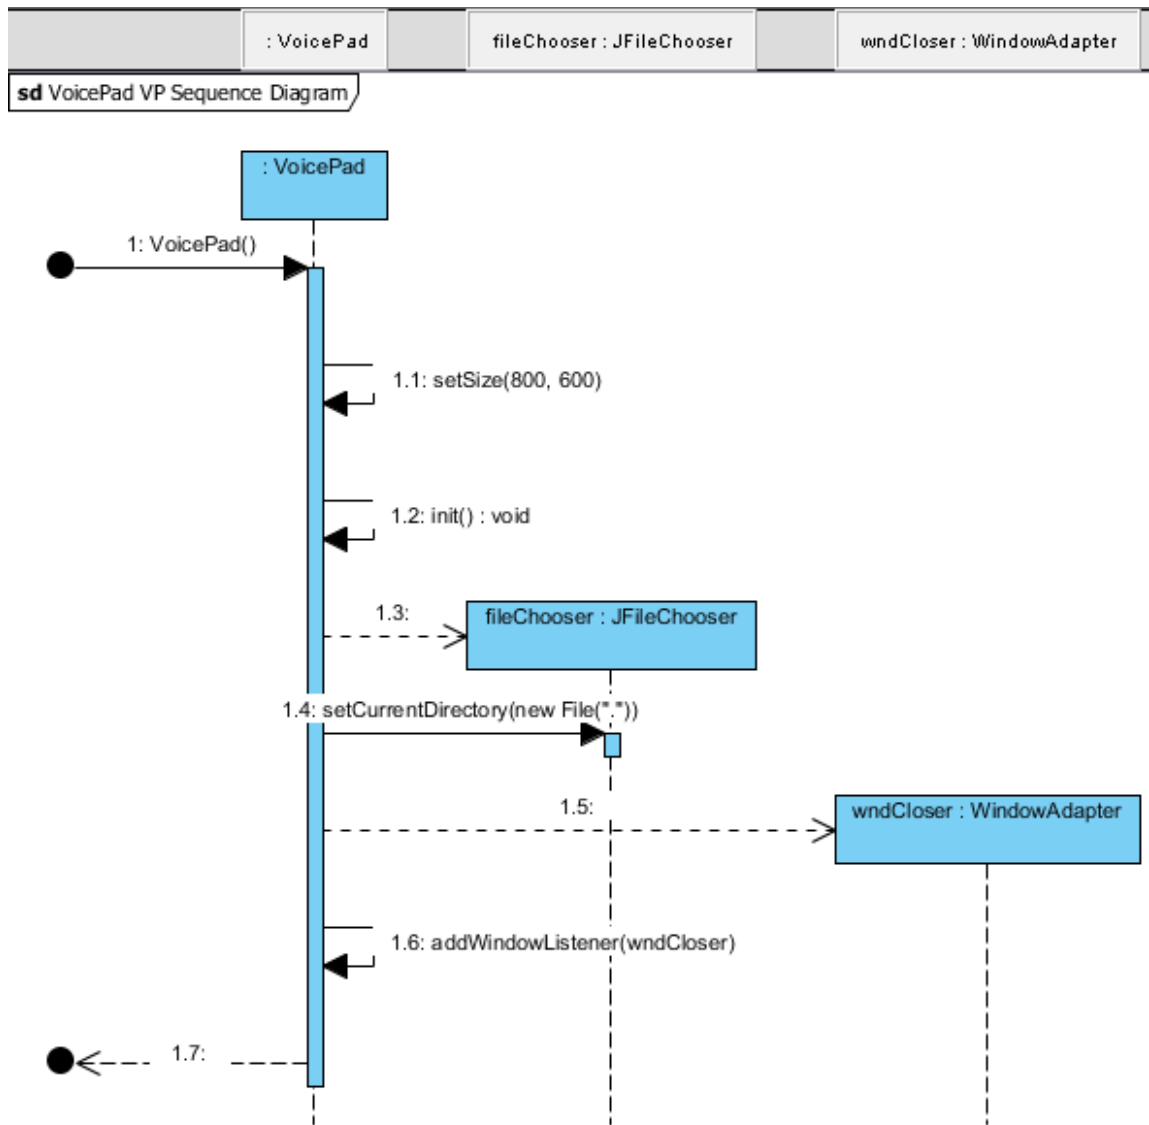 : VoicePad
fileChooser : JFileChooser
wndCloser : WindowAdapter
sd VoicePad VP Sequence Diagram
: VoicePad
1: VoicePad()
1.1: setSize(800, 600)
1.2: init() : void
1.3:
fileChooser : JFileChooser
1.4: setCurrentDirectory(new File("."))
1.5:
wndCloser : WindowAdapter
1.6: addWindowListener(wndCloser)
1.7: